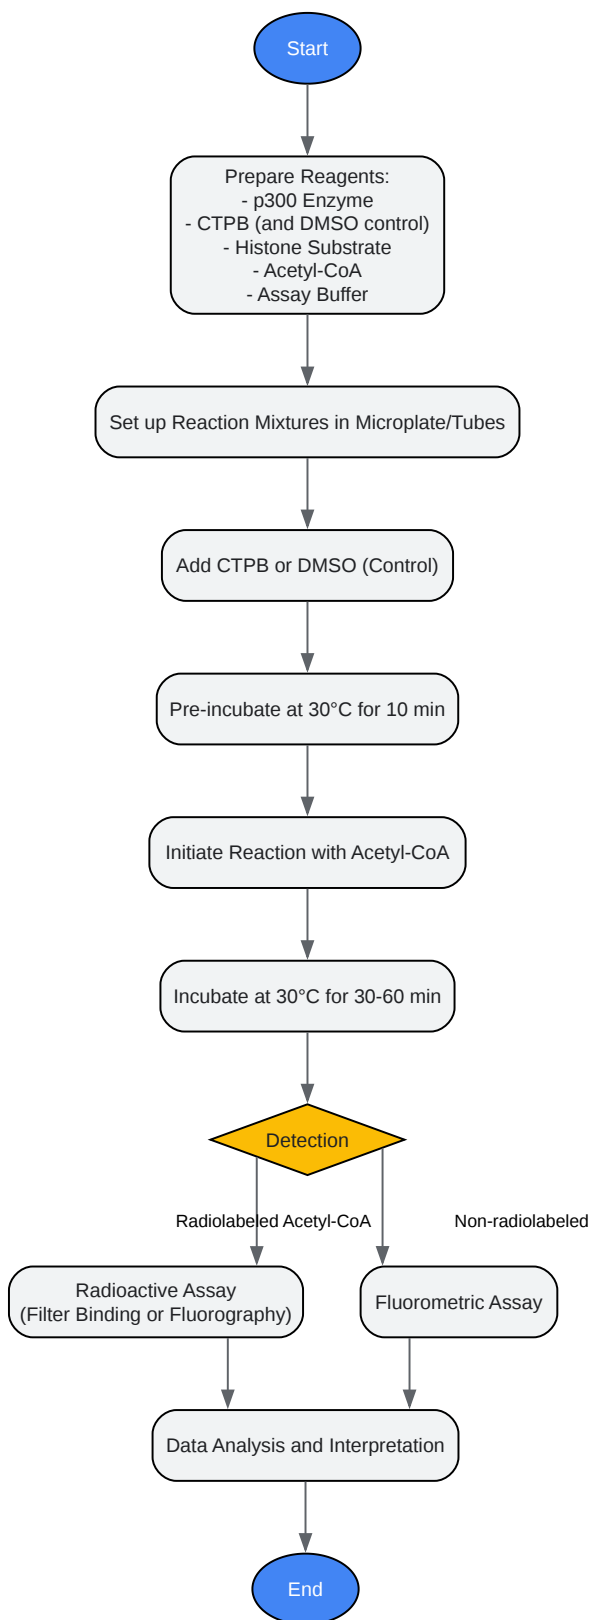 Start
Prepare Reagents:
- p300 Enzyme
- CTPB (and DMSO control)
- Histone Substrate
- Acetyl-CoA
- Assay Buffer
Set up Reaction Mixtures in Microplate/Tubes
Add CTPB or DMSO (Control)
Pre-incubate at 30°C for 10 min
Initiate Reaction with Acetyl-CoA
Incubate at 30°C for 30-60 min
Detection
Radiolabeled Acetyl-CoA
Non-radiolabeled
Radioactive Assay
(Filter Binding or Fluorography)
Fluorometric Assay
Data Analysis and Interpretation
End